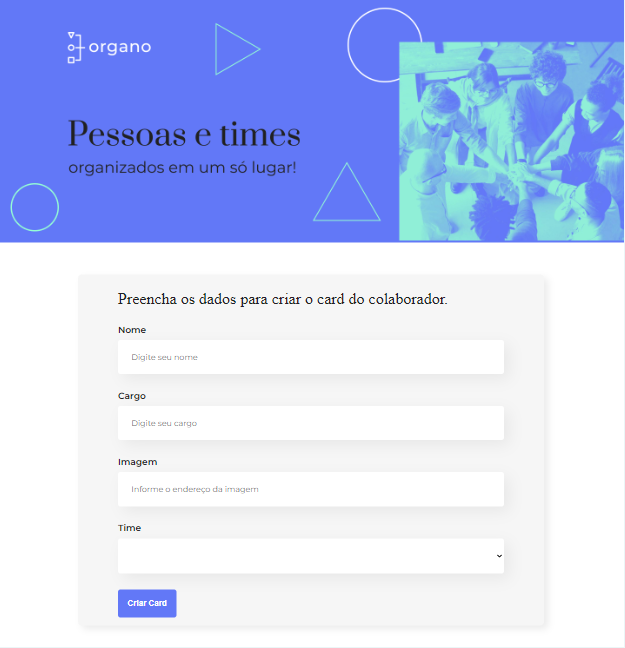 organo
Pessoas e times
organizados em um só lugar!
Preencha os dados para criar o card do colaborador.
Nome
Digite seu nome
Cargo
Digite seu cargo
Imagem
Informe o endereço da imagem
Time
Criar Card